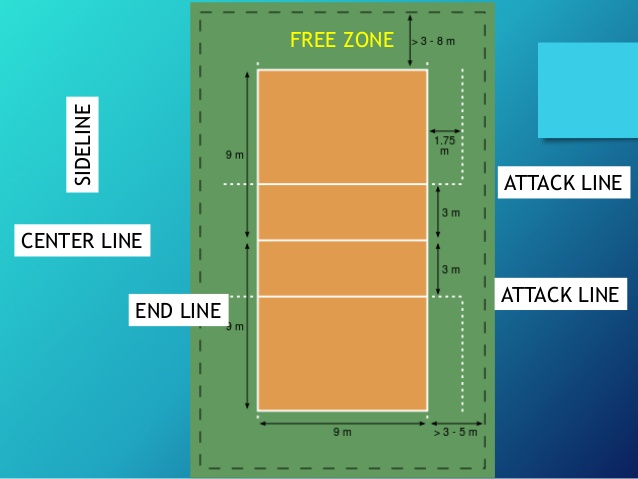 FREE ZONE
> 3 - 8 m
SIDELINE
9 m
1.75
m
ATTACK LINE
3 m
CENTER LINE
3 m
ATTACK LINE
END LINE
9 m
9 m
> 3 - 5 m